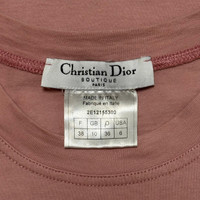 Christian Dior
BOUTIQUE
PARIS
MADE IN ITALY
Fabriqué en Italie
F GB D USA
38 10 36 6